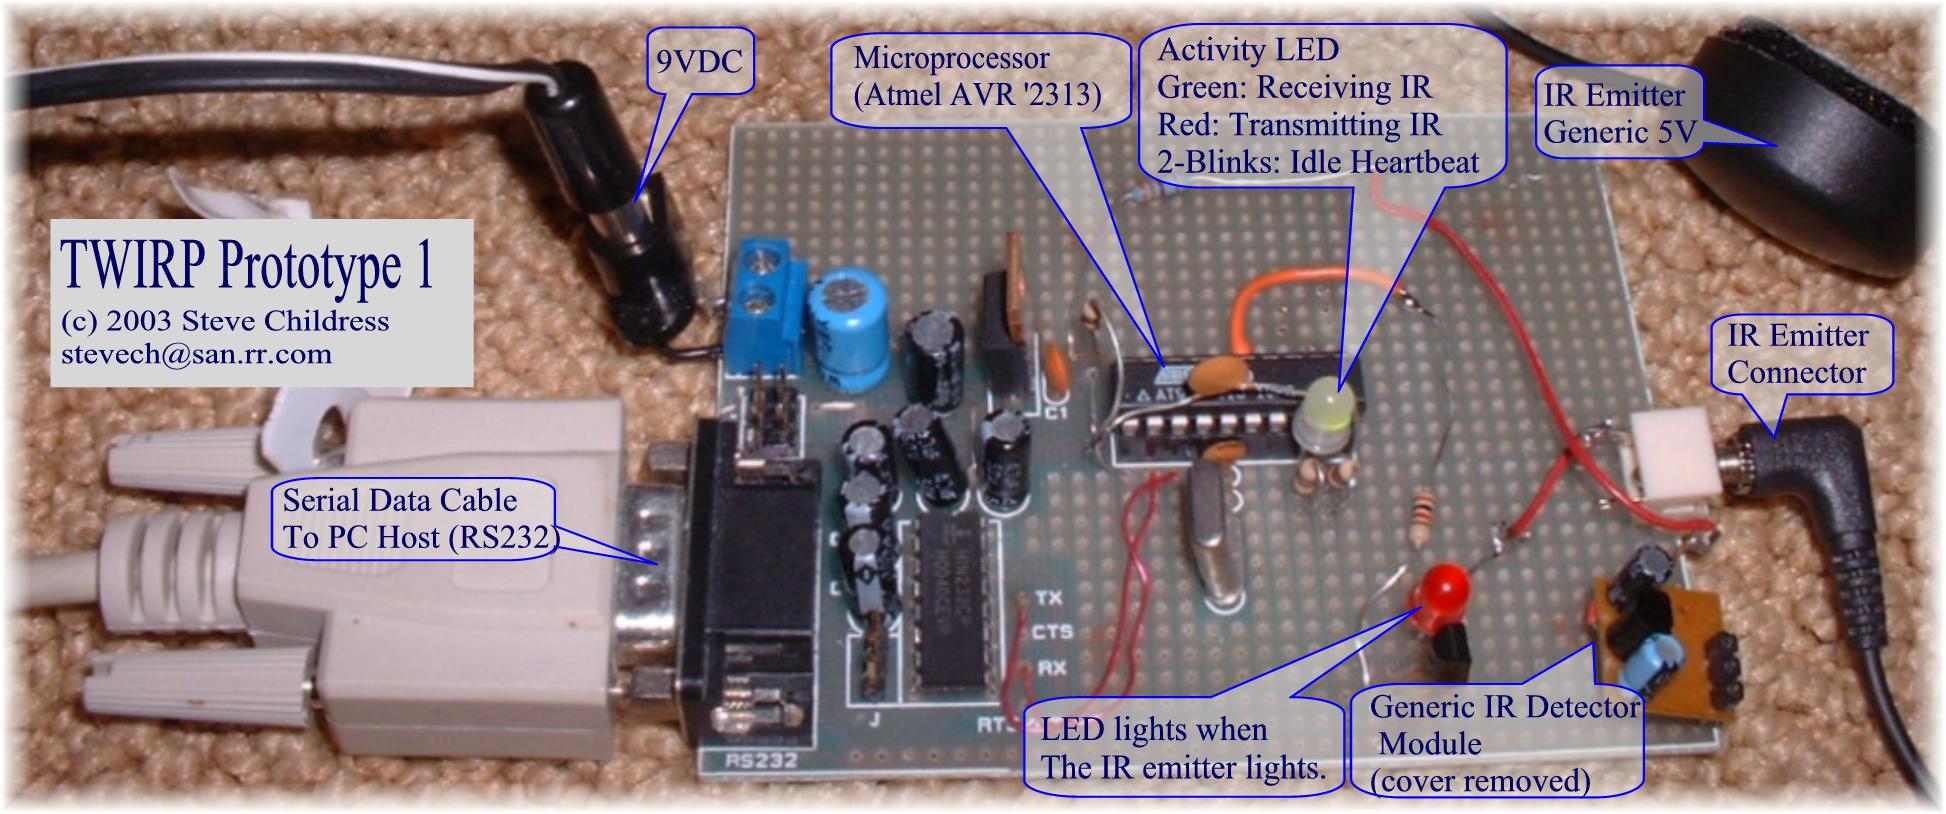 9VDC
Microprocessor
(Atmel AVR '2313)
Activity LED
Green: Receiving IR
Red: Transmitting IR
2-Blinks: Idle Heartbeat
IR Emitter
Generic 5V
TWIRP Prototype 1
(c) 2003 Steve Childress
stevech@san.rr.com
IR Emitter
Connector
Serial Data Cable
To PC Host (RS232)
C1
TX
CTS
RX
J
RS232
LED lights when
The IR emitter lights.
Generic IR Detector
Module
(cover removed)